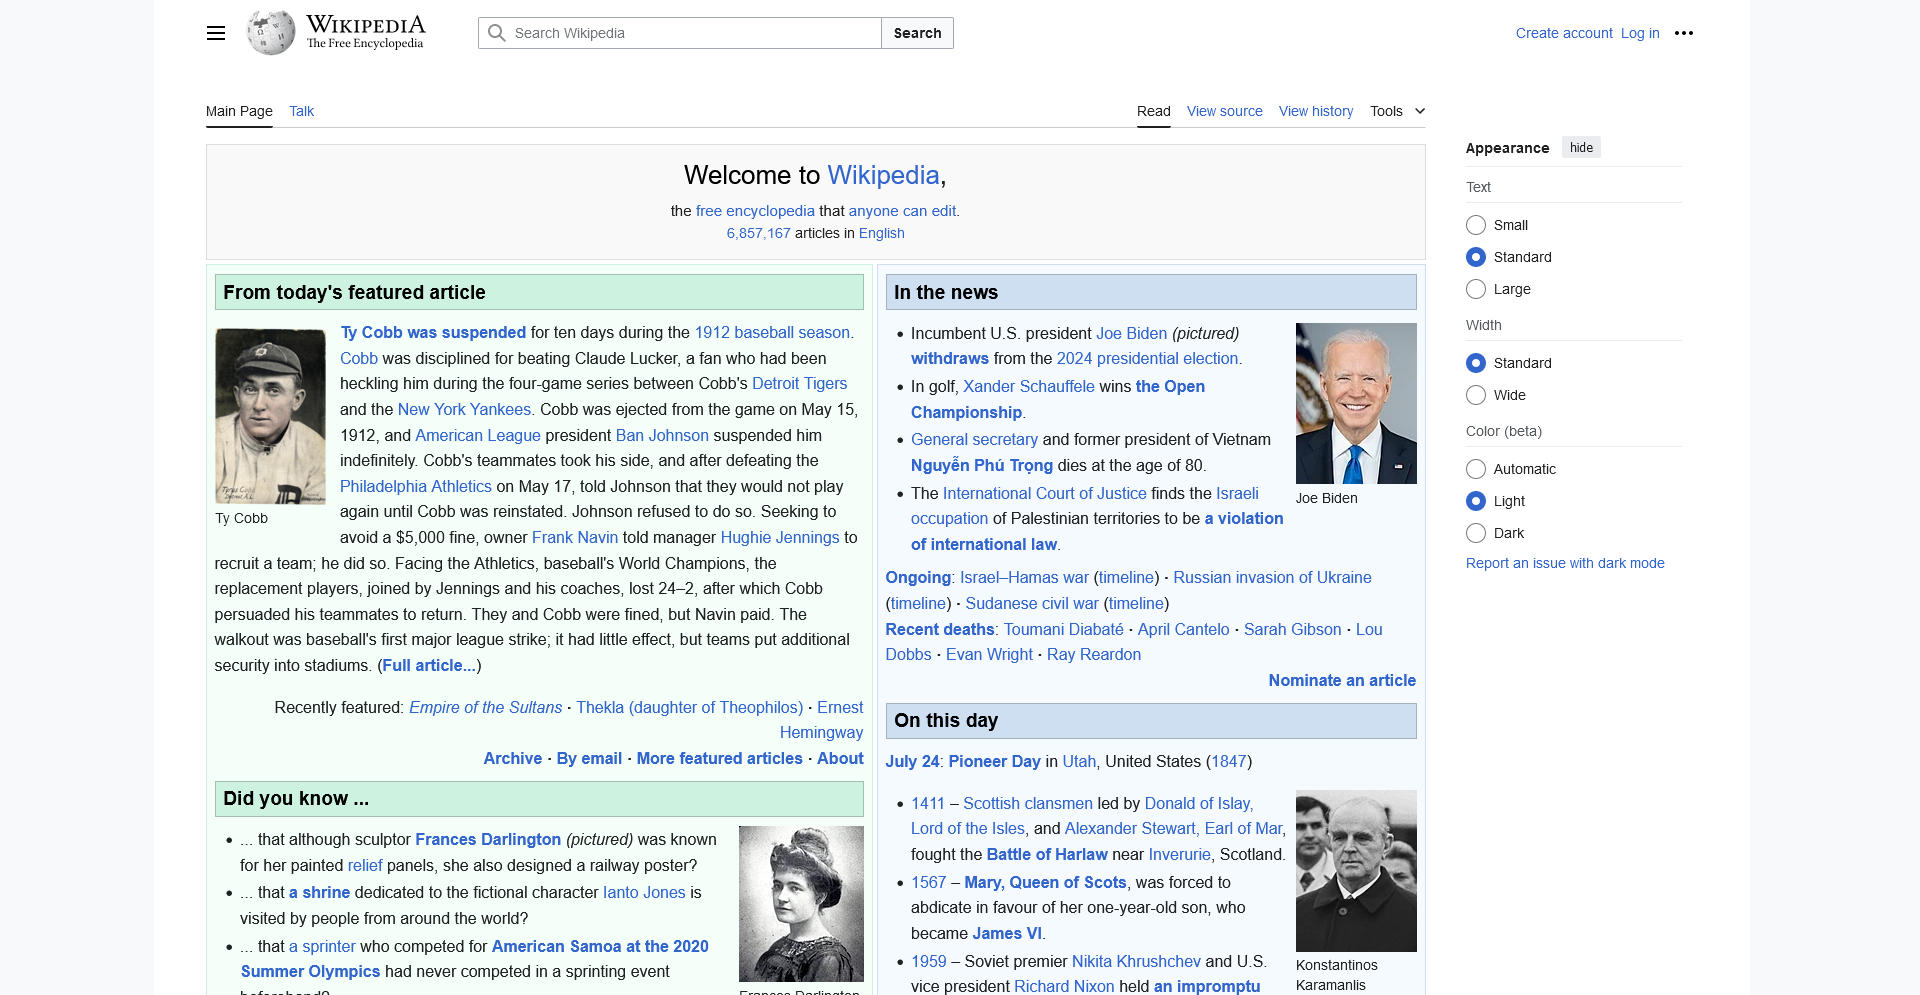 WIKIPEDIA
The Free Encyclopedia
Search Wikipedia
Search
Create account
Log in
Main Page
Talk
Read
View source
View history
Tools
Welcome to Wikipedia,
the free encyclopedia that anyone can edit.
6,857,167 articles in English
From today's featured article
Ty Cobb
Ty Cobb was suspended for ten days during the 1912 baseball season.
Cobb was disciplined for beating Claude Lucker, a fan who had been
heckling him during the four-game series between Cobb's Detroit Tigers
and the New York Yankees. Cobb was ejected from the game on May 15,
1912, and American League president Ban Johnson suspended him
indefinitely. Cobb's teammates took his side, and after defeating the
Philadelphia Athletics on May 17, told Johnson that they would not play
again until Cobb was reinstated. Johnson refused to do so. Seeking to
avoid a $5,000 fine, owner Frank Navin told manager Hughie Jennings to
recruit a team; he did so. Facing the Athletics, baseball's World Champions, the
replacement players, joined by Jennings and his coaches, lost 24–2, after which Cobb
persuaded his teammates to return. They and Cobb were fined, but Navin paid. The
walkout was baseball's first major league strike; it had little effect, but teams put additional
security into stadiums. (Full article...)
Recently featured: Empire of the Sultans · Thekla (daughter of Theophilos) · Ernest
Hemingway
Archive · By email · More featured articles · About
Did you know ...
• ... that although sculptor Frances Darlington (pictured) was known
for her painted relief panels, she also designed a railway poster?
• ... that a shrine dedicated to the fictional character Ianto Jones is
visited by people from around the world?
• ... that a sprinter who competed for American Samoa at the 2020
Summer Olympics had never competed in a sprinting event
beforehand?
Frances Darlington
In the news
• Incumbent U.S. president Joe Biden (pictured)
withdraws from the 2024 presidential election.
• In golf, Xander Schauffele wins the Open
Championship.
• General secretary and former president of Vietnam
Nguyễn Phú Trọng dies at the age of 80.
• The International Court of Justice finds the Israeli
occupation of Palestinian territories to be a violation
of international law.
Joe Biden
Ongoing: Israel–Hamas war (timeline) · Russian invasion of Ukraine
(timeline) · Sudanese civil war (timeline)
Recent deaths: Toumani Diabaté · April Cantelo · Sarah Gibson · Lou
Dobbs · Evan Wright · Ray Reardon
Nominate an article
On this day
July 24: Pioneer Day in Utah, United States (1847)
• 1411 – Scottish clansmen led by Donald of Islay,
Lord of the Isles, and Alexander Stewart, Earl of Mar,
fought the Battle of Harlaw near Inverurie, Scotland.
• 1567 – Mary, Queen of Scots, was forced to
abdicate in favour of her one-year-old son, who
became James VI.
• 1959 – Soviet premier Nikita Khrushchev and U.S.
vice president Richard Nixon held an impromptu
Konstantinos
Karamanlis
Appearance
hide
Text
Small
Standard
Large
Width
Standard
Wide
Color (beta)
Automatic
Light
Dark
Report an issue with dark mode